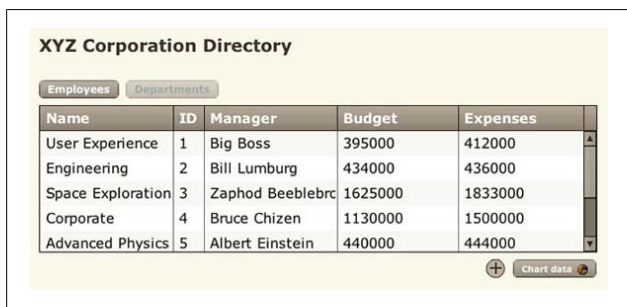 XYZ Corporation Directory
Employees Departments
Name ID Manager Budget Expenses
User Experience 1 Big Boss 395000 412000
Engineering 2 Bill Lumburg 434000 436000
Space Exploration 3 Zaphod Beeblebrc 1625000 1833000
Corporate 4 Bruce Chizen 1130000 1500000
Advanced Physics 5 Albert Einstein 440000 444000
Chart data